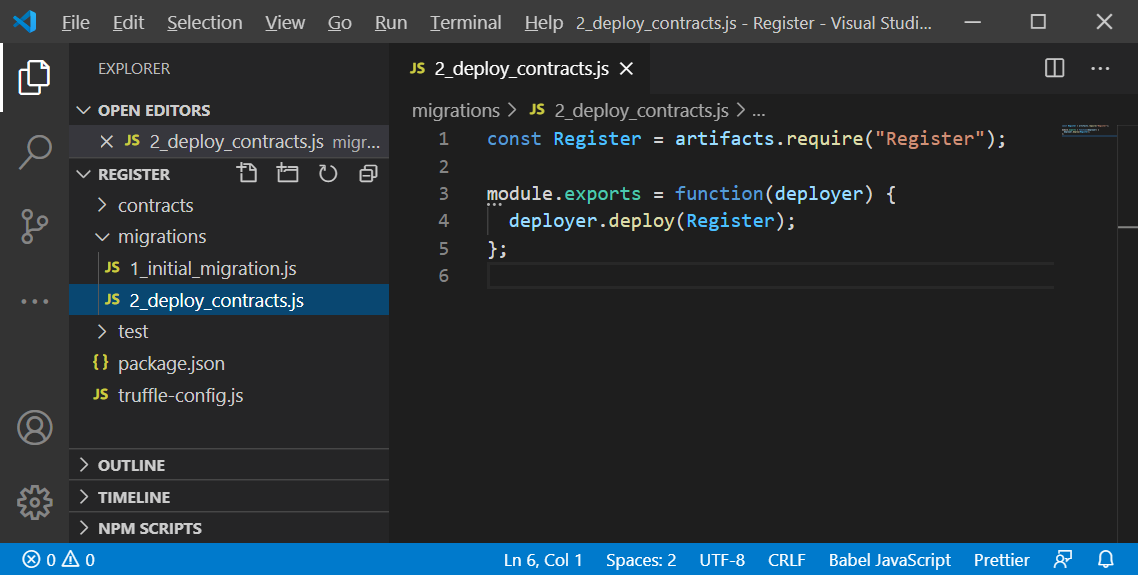 File Edit Selection View Go Run Terminal Help 2_deploy_contracts.js - Register - Visual Studi...
EXPLORER
OPEN EDITORS
JS 2_deploy_contracts.js migr...
REGISTER
contracts
migrations
JS 1_initial_migration.js
JS 2_deploy_contracts.js
test
{} package.json
JS truffle-config.js
OUTLINE
TIMELINE
NPM SCRIPTS
JS 2_deploy_contracts.js
migrations > JS 2_deploy_contracts.js > ...
1 const Register = artifacts.require("Register");
2
3 module.exports = function(deployer) {
4 deployer.deploy(Register);
5 };
6
0 0 Ln 6, Col 1 Spaces: 2 UTF-8 CRLF Babel JavaScript Prettier